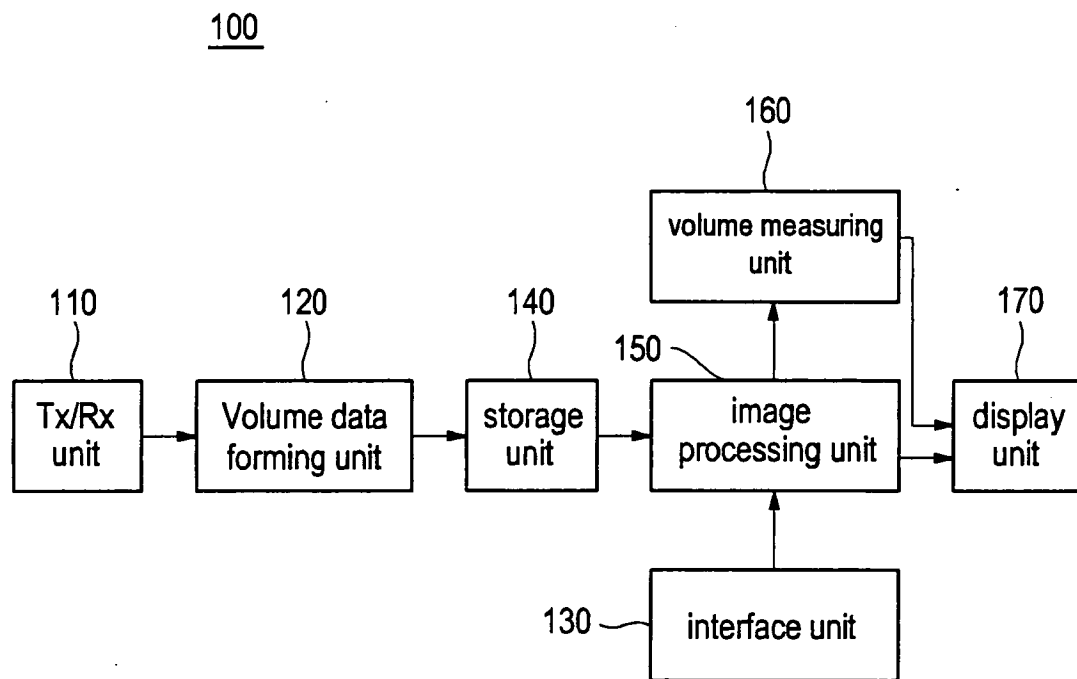 100
160
volume measuring
unit
110
120
140
150
170
Tx/Rx
unit
Volume data
forming unit
storage
unit
image
processing unit
display
unit
130
interface unit